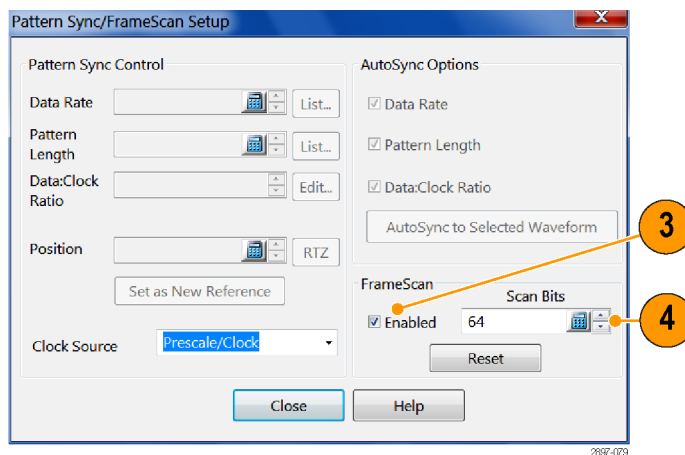 Pattern Sync/FrameScan Setup
X
Pattern Sync Control
Data Rate
List...
Pattern
Length
List...
Data:Clock
Ratio
Edit...
Position
RTZ
Set as New Reference
Clock Source
Prescale/Clock
AutoSync Options
Data Rate
Pattern Length
Data:Clock Ratio
AutoSync to Selected Waveform
3
FrameScan
Scan Bits
Enabled
64
4
Reset
Close
Help
2697-079